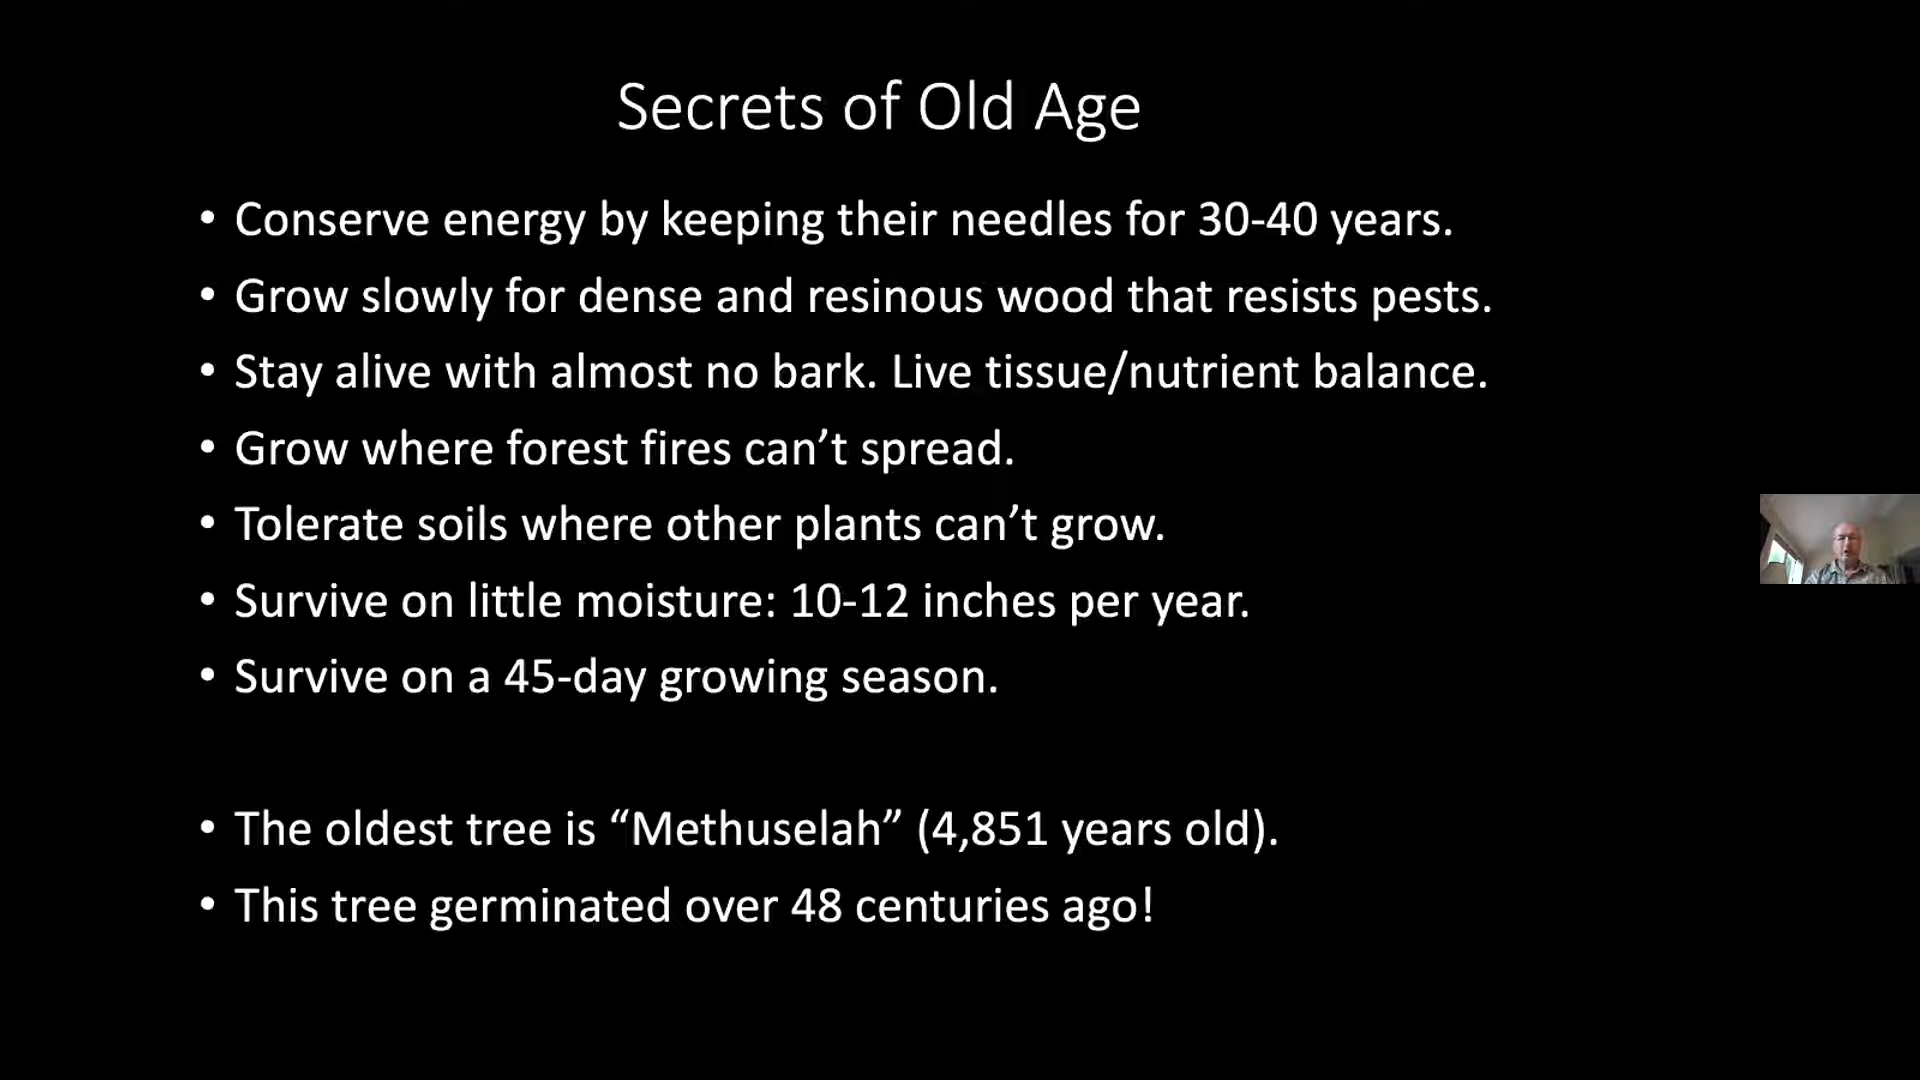 Secrets of Old Age
• Conserve energy by keeping their needles for 30-40 years.
• Grow slowly for dense and resinous wood that resists pests.
• Stay alive with almost no bark. Live tissue/nutrient balance.
• Grow where forest fires can’t spread.
• Tolerate soils where other plants can’t grow.
• Survive on little moisture: 10-12 inches per year.
• Survive on a 45-day growing season.
• The oldest tree is “Methuselah” (4,851 years old).
• This tree germinated over 48 centuries ago!